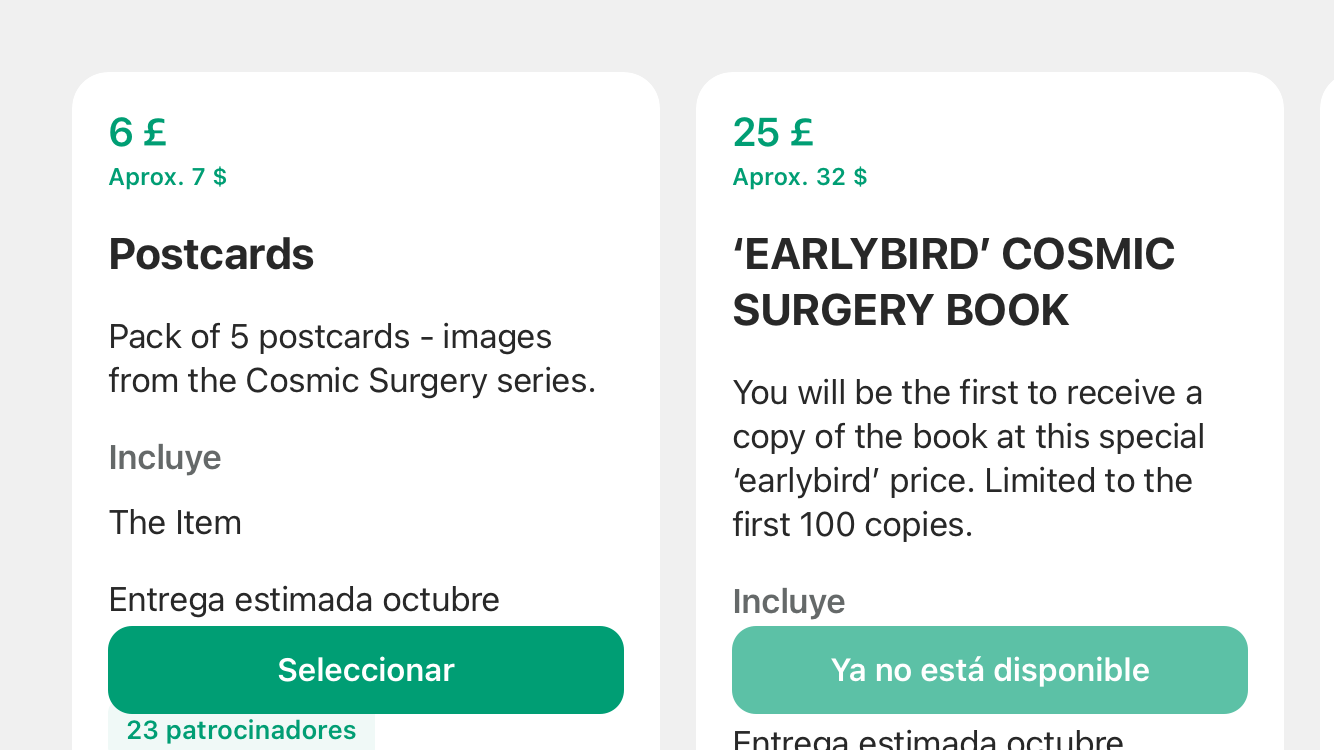 6 £
Aprox. 7 $
Postcards
Pack of 5 postcards - images
from the Cosmic Surgery series.
Incluye
The Item
Entrega estimada octubre
Seleccionar
23 patrocinadores
25 £
Aprox. 32 $
‘EARLYBIRD’ COSMIC
SURGERY BOOK
You will be the first to receive a
copy of the book at this special
‘earlybird’ price. Limited to the
first 100 copies.
Incluye
Ya no está disponible
Entrega estimada octubre